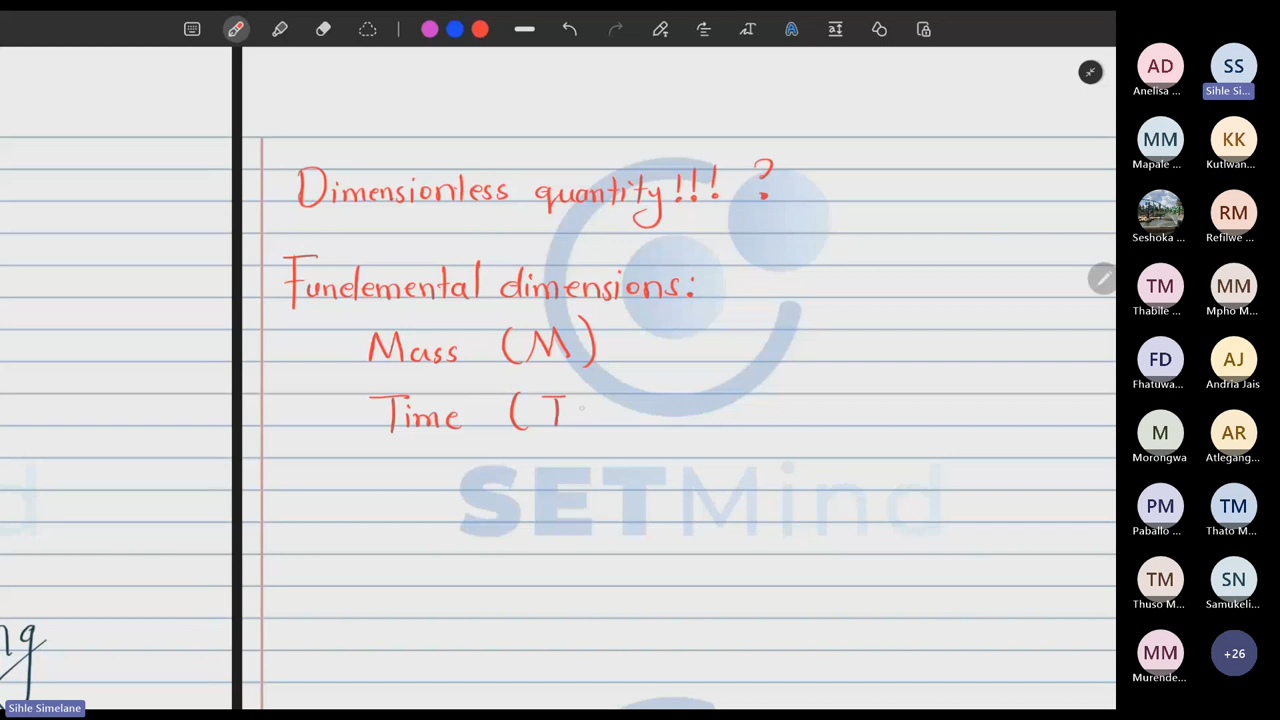 Dimensionless quantity!!! ?
Fundemental dimensions:
Mass (M)
Time ( T
SETMind
ng
Sihle Simelane
AD
Anelisa ...
SS
Sihle Si...
MM
Mapale ...
KK
Kutlwan...
Seshoka ...
RM
Refilwe ...
TM
Thabile ...
MM
Mpho M...
FD
Fhatuwa...
AJ
Andria Jais
M
Morongwa
AR
Atlegang...
PM
Paballo ...
TM
Thato M...
TM
Thuso M...
SN
Samukeli...
MM
Murende...
+26